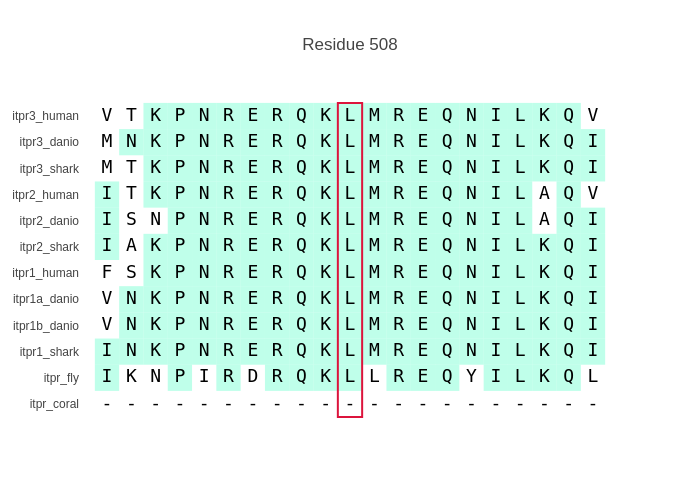 Residue 508
itpr3_human V T K P N R E R Q K L M R E Q N I L K Q V
itpr3_danio M N K P N R E R Q K L M R E Q N I L K Q I
itpr3_shark M T K P N R E R Q K L M R E Q N I L K Q I
itpr2_human I T K P N R E R Q K L M R E Q N I L A Q V
itpr2_danio I S N P N R E R Q K L M R E Q N I L A Q I
itpr2_shark I A K P N R E R Q K L M R E Q N I L K Q I
itpr1_human F S K P N R E R Q K L M R E Q N I L K Q I
itpr1a_danio V N K P N R E R Q K L M R E Q N I L K Q I
itpr1b_danio V N K P N R E R Q K L M R E Q N I L K Q I
itpr1_shark I N K P N R E R Q K L M R E Q N I L K Q I
itpr_fly I K N P I R D R Q K L L R E Q Y I L K Q L
itpr_coral - - - - - - - - - - - - - - - - - - - - -